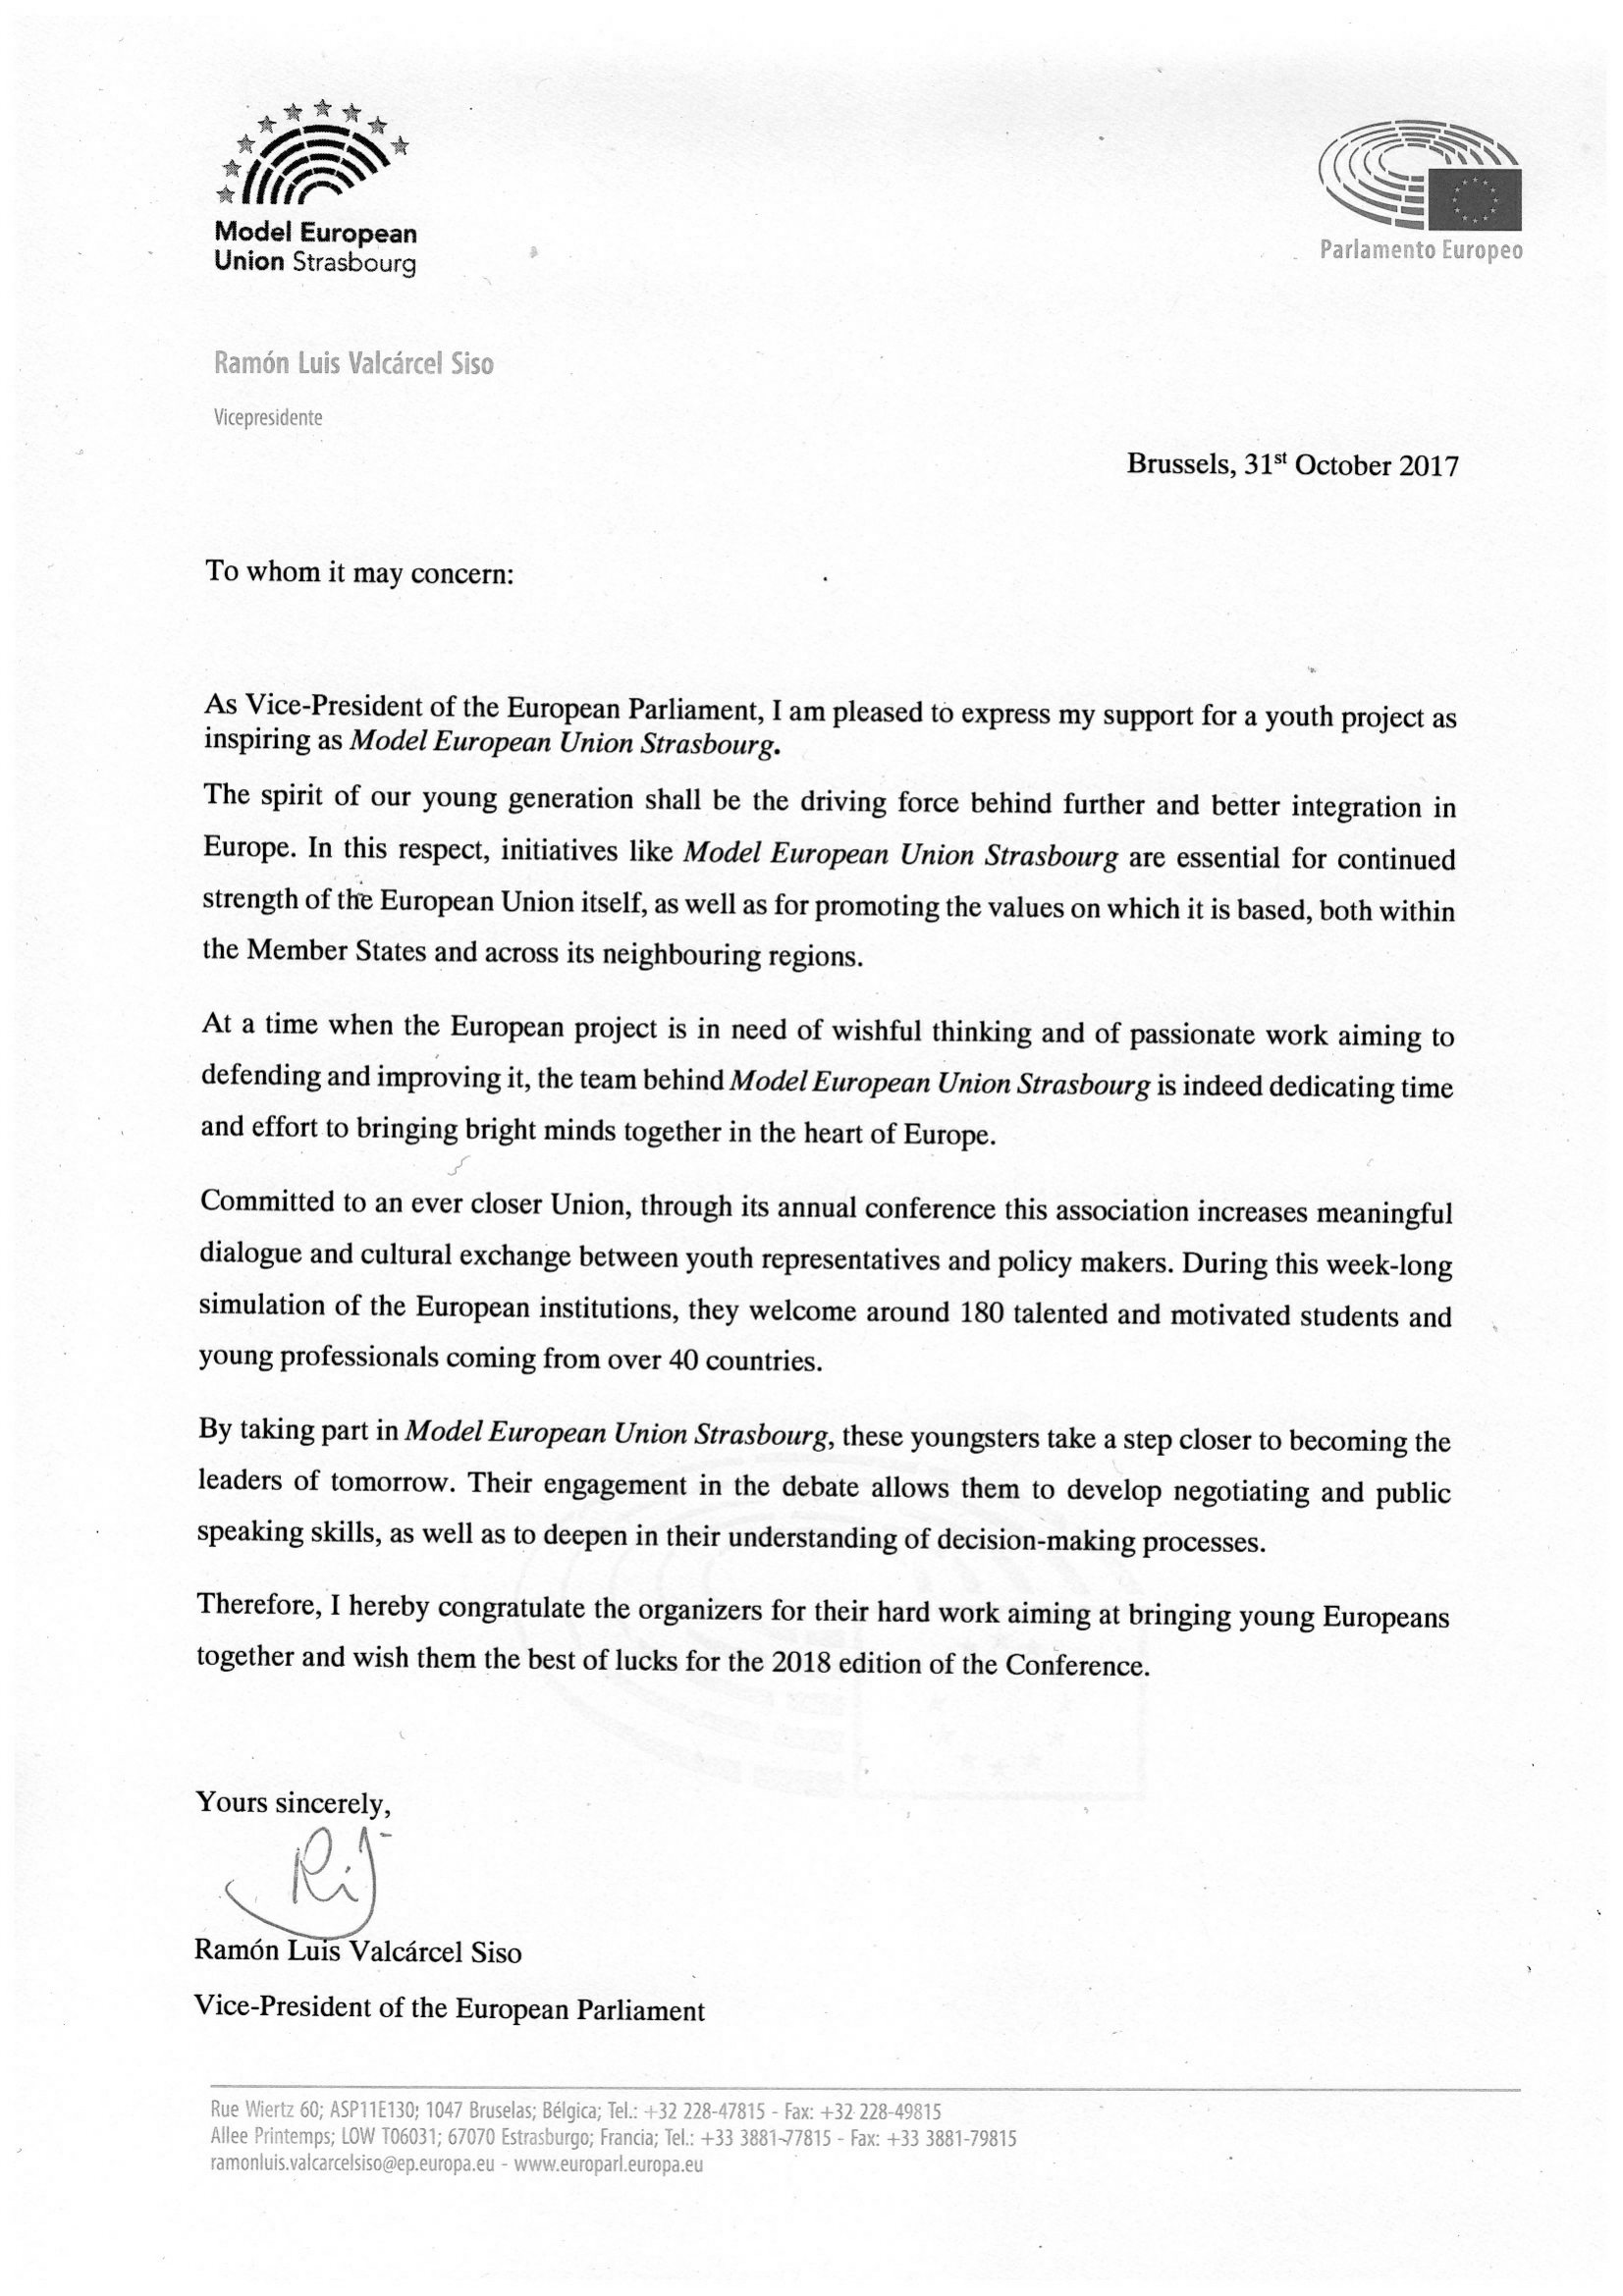 Model European
Union Strasbourg
Parlamento Europeo
Ramón Luis Valcárcel Siso
Vicepresidente
Brussels, 31st October 2017
To whom it may concern:
As Vice-President of the European Parliament, I am pleased to express my support for a youth project as
inspiring as Model European Union Strasbourg.
The spirit of our young generation shall be the driving force behind further and better integration in
Europe. In this respect, initiatives like Model European Union Strasbourg are essential for continued
strength of the European Union itself, as well as for promoting the values on which it is based, both within
the Member States and across its neighbouring regions.
At a time when the European project is in need of wishful thinking and of passionate work aiming to
defending and improving it, the team behind Model European Union Strasbourg is indeed dedicating time
and effort to bringing bright minds together in the heart of Europe.
Committed to an ever closer Union, through its annual conference this association increases meaningful
dialogue and cultural exchange between youth representatives and policy makers. During this week-long
simulation of the European institutions, they welcome around 180 talented and motivated students and
young professionals coming from over 40 countries.
By taking part in Model European Union Strasbourg, these youngsters take a step closer to becoming the
leaders of tomorrow. Their engagement in the debate allows them to develop negotiating and public
speaking skills, as well as to deepen in their understanding of decision-making processes.
Therefore, I hereby congratulate the organizers for their hard work aiming at bringing young Europeans
together and wish them the best of lucks for the 2018 edition of the Conference.
Yours sincerely,
Ramón Luis Valcárcel Siso
Vice-President of the European Parliament
Rue Wiertz 60; ASP11E130; 1047 Bruselas; Bélgica; Tel.: +32 228-47815 - Fax: +32 228-49815
Allee Printemps; LOW T06031; 67070 Estrasburgo; Francia; Tel.: +33 3881-77815 - Fax: +33 3881-79815
ramonluis.valcarcelsiso@ep.europa.eu - www.europarl.europa.eu